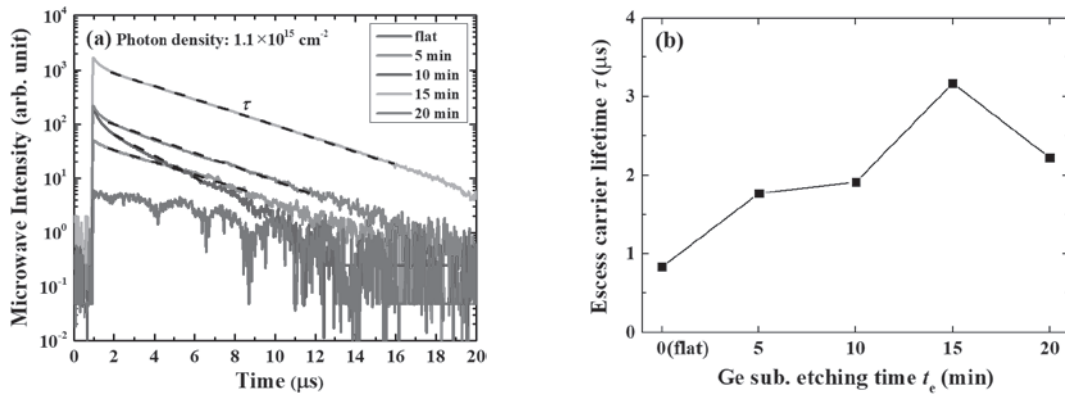 (a) Photon density: 1.1×10¹⁵ cm⁻²
flat
5 min
10 min
15 min
20 min
τ
Microwave Intensity (arb. unit)
10⁴
10³
10²
10¹
10⁰
10⁻¹
10⁻²
0 2 4 6 8 10 12 14 16 18 20
Time (μs)
(b)
Escess carrier lifetime τ (μs)
4
3
2
1
0
0(flat) 5 10 15 20
Ge sub. etching time tₑ (min)